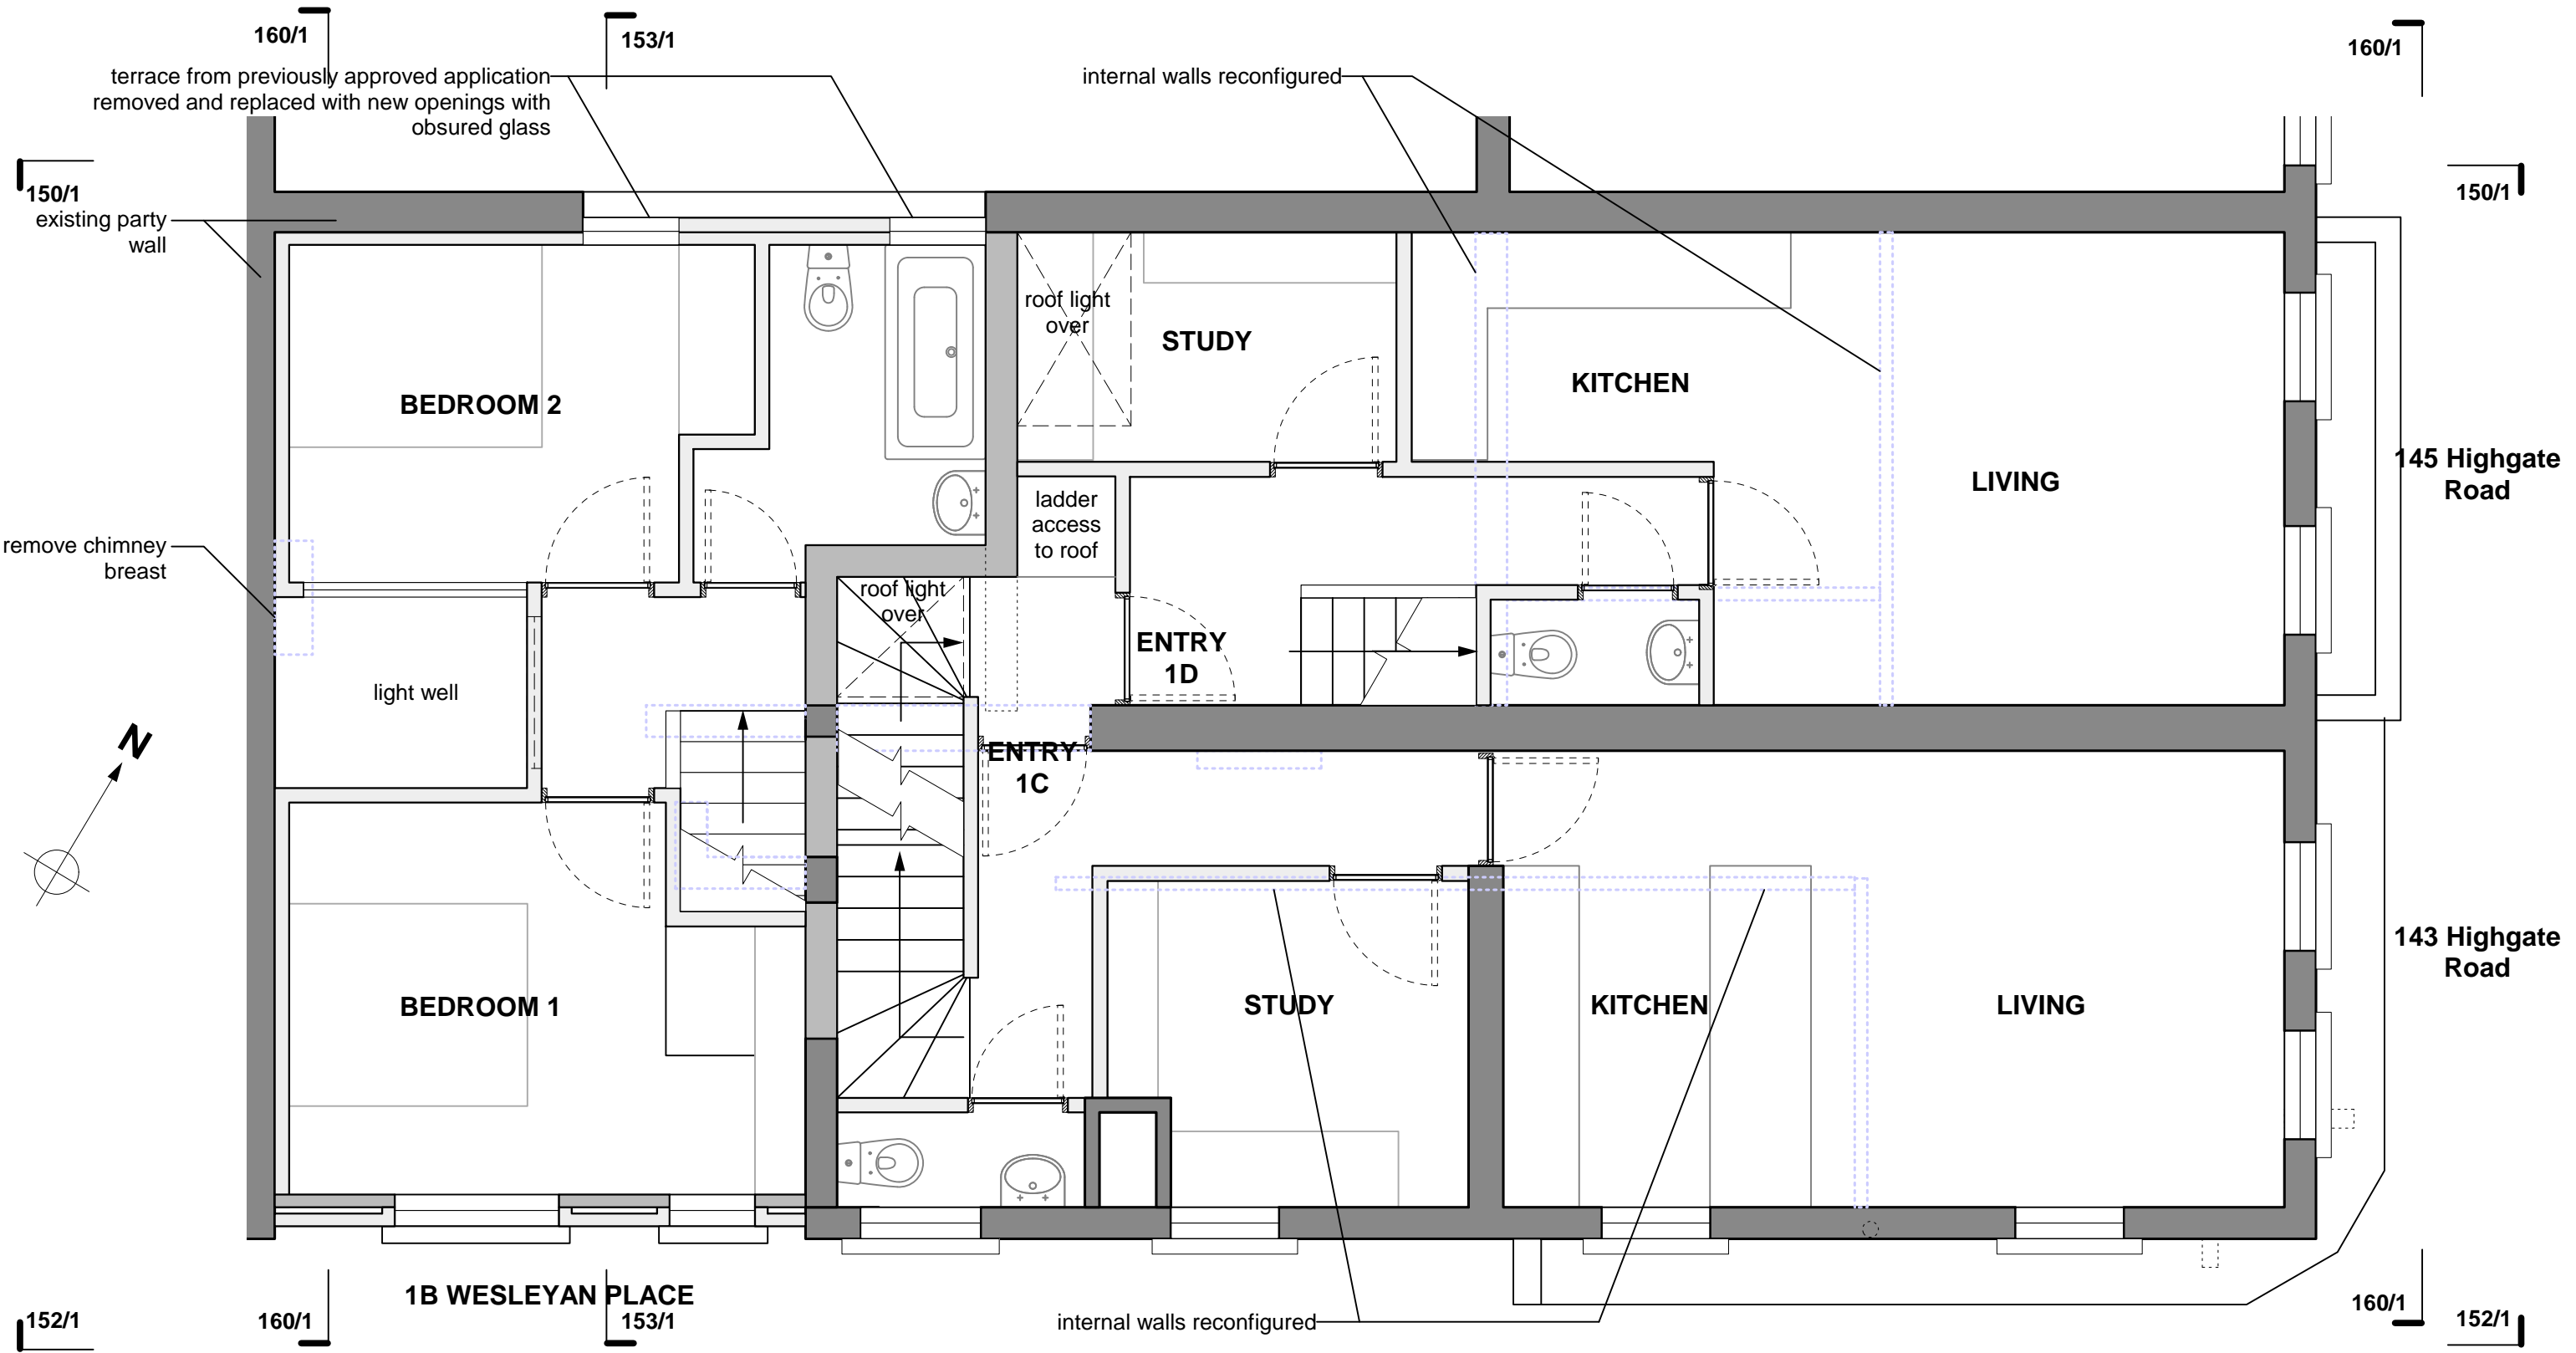 160/1
153/1
160/1
terrace from previously approved application
removed and replaced with new openings with
obsured glass
internal walls reconfigured
150/1
150/1
existing party
wall
roof light
over
STUDY
KITCHEN
BEDROOM 2
LIVING
145 Highgate
Road
ladder
access
to roof
remove chimney
breast
roof light
over
ENTRY
1D
light well
N
ENTRY
1C
143 Highgate
Road
BEDROOM 1
STUDY
KITCHEN
LIVING
1B WESLEYAN PLACE
152/1
160/1
153/1
internal walls reconfigured
160/1
152/1